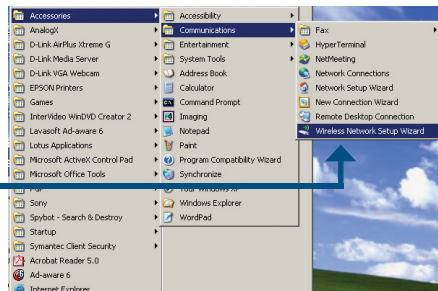 Accessories
AnalogX
D-Link AirPlus Xtreme G
D-Link Media Server
D-Link VGA Webcam
EPSON Printers
Games
InterVideo WinDVD Creator 2
Lavasoft Ad-aware 6
Lotus Applications
Microsoft ActiveX Control Pad
Microsoft Office Tools
PGP
Sony
Spybot - Search & Destroy
Startup
Symantec Client Security
Acrobat Reader 5.0
Ad-aware 6
Internet Explorer
Accessibility
Communications
Entertainment
System Tools
Address Book
Calculator
Command Prompt
Imaging
Notepad
Paint
Program Compatibility Wizard
Synchronize
Tour Windows XP
Windows Explorer
WordPad
Fax
HyperTerminal
NetMeeting
Network Connections
Network Setup Wizard
New Connection Wizard
Remote Desktop Connection
Wireless Network Setup Wizard